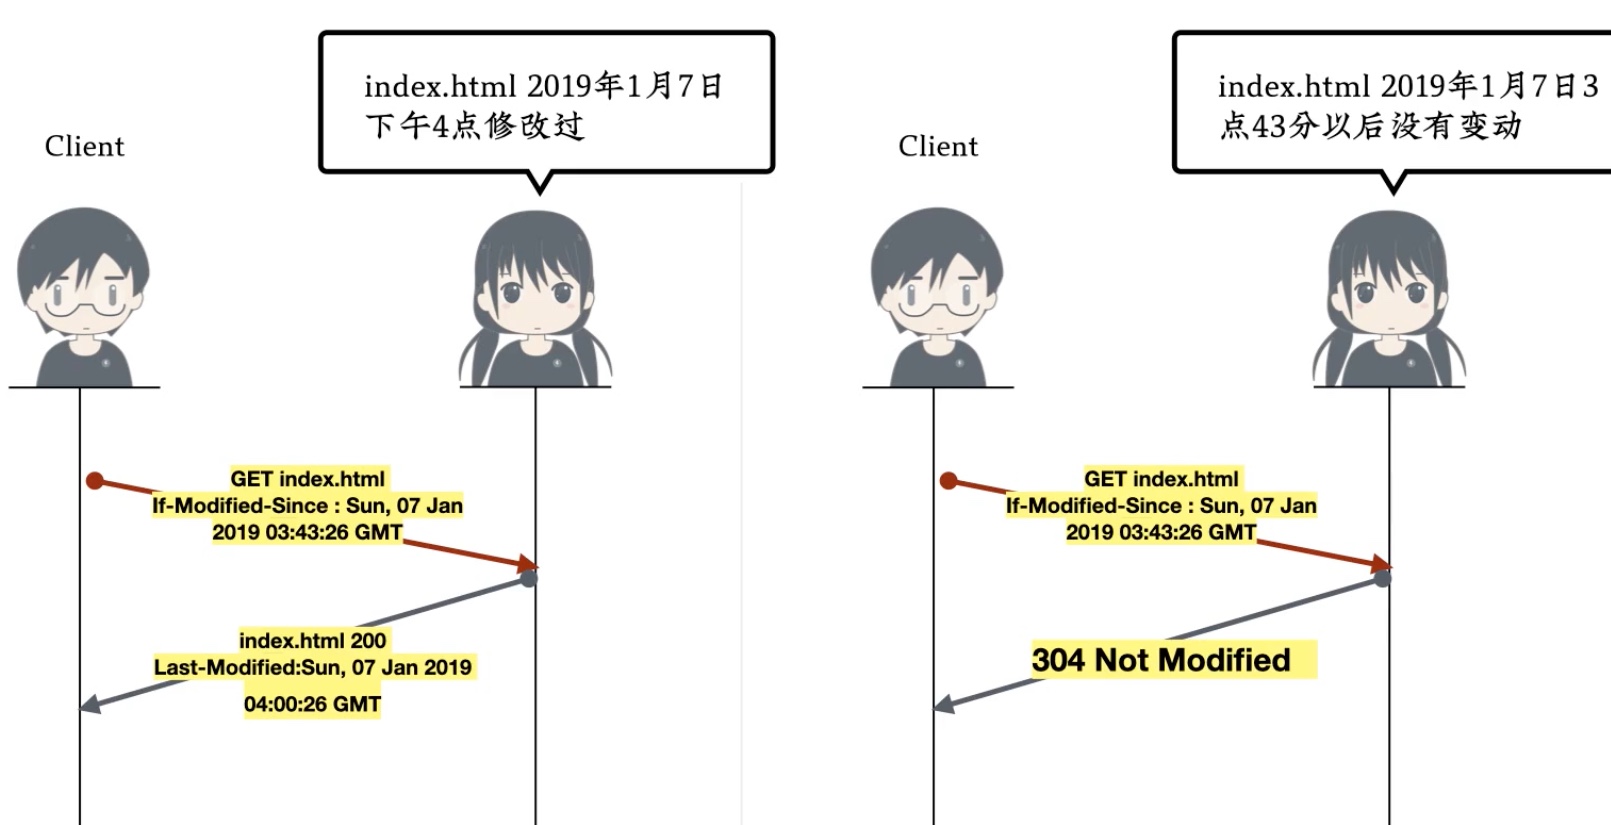 index.html 2019年1月7日
下午4点修改过
Client
GET index.html
If-Modified-Since : Sun, 07 Jan
2019 03:43:26 GMT
index.html 200
Last-Modified:Sun, 07 Jan 2019
04:00:26 GMT
index.html 2019年1月7日3
点43分以后没有变动
Client
GET index.html
If-Modified-Since : Sun, 07 Jan
2019 03:43:26 GMT
304 Not Modified